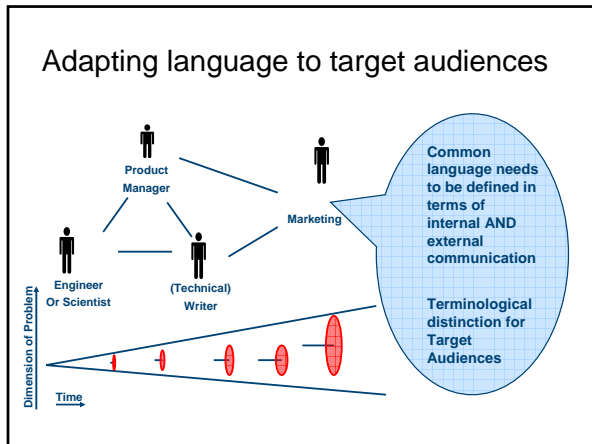 Adapting language to target audiences
Product
Manager
Marketing
Engineer
Or Scientist
(Technical)
Writer
Common
language needs
to be defined in
terms of
internal AND
external
communication
Terminological
distinction for
Target
Audiences
Dimension of Problem
Time